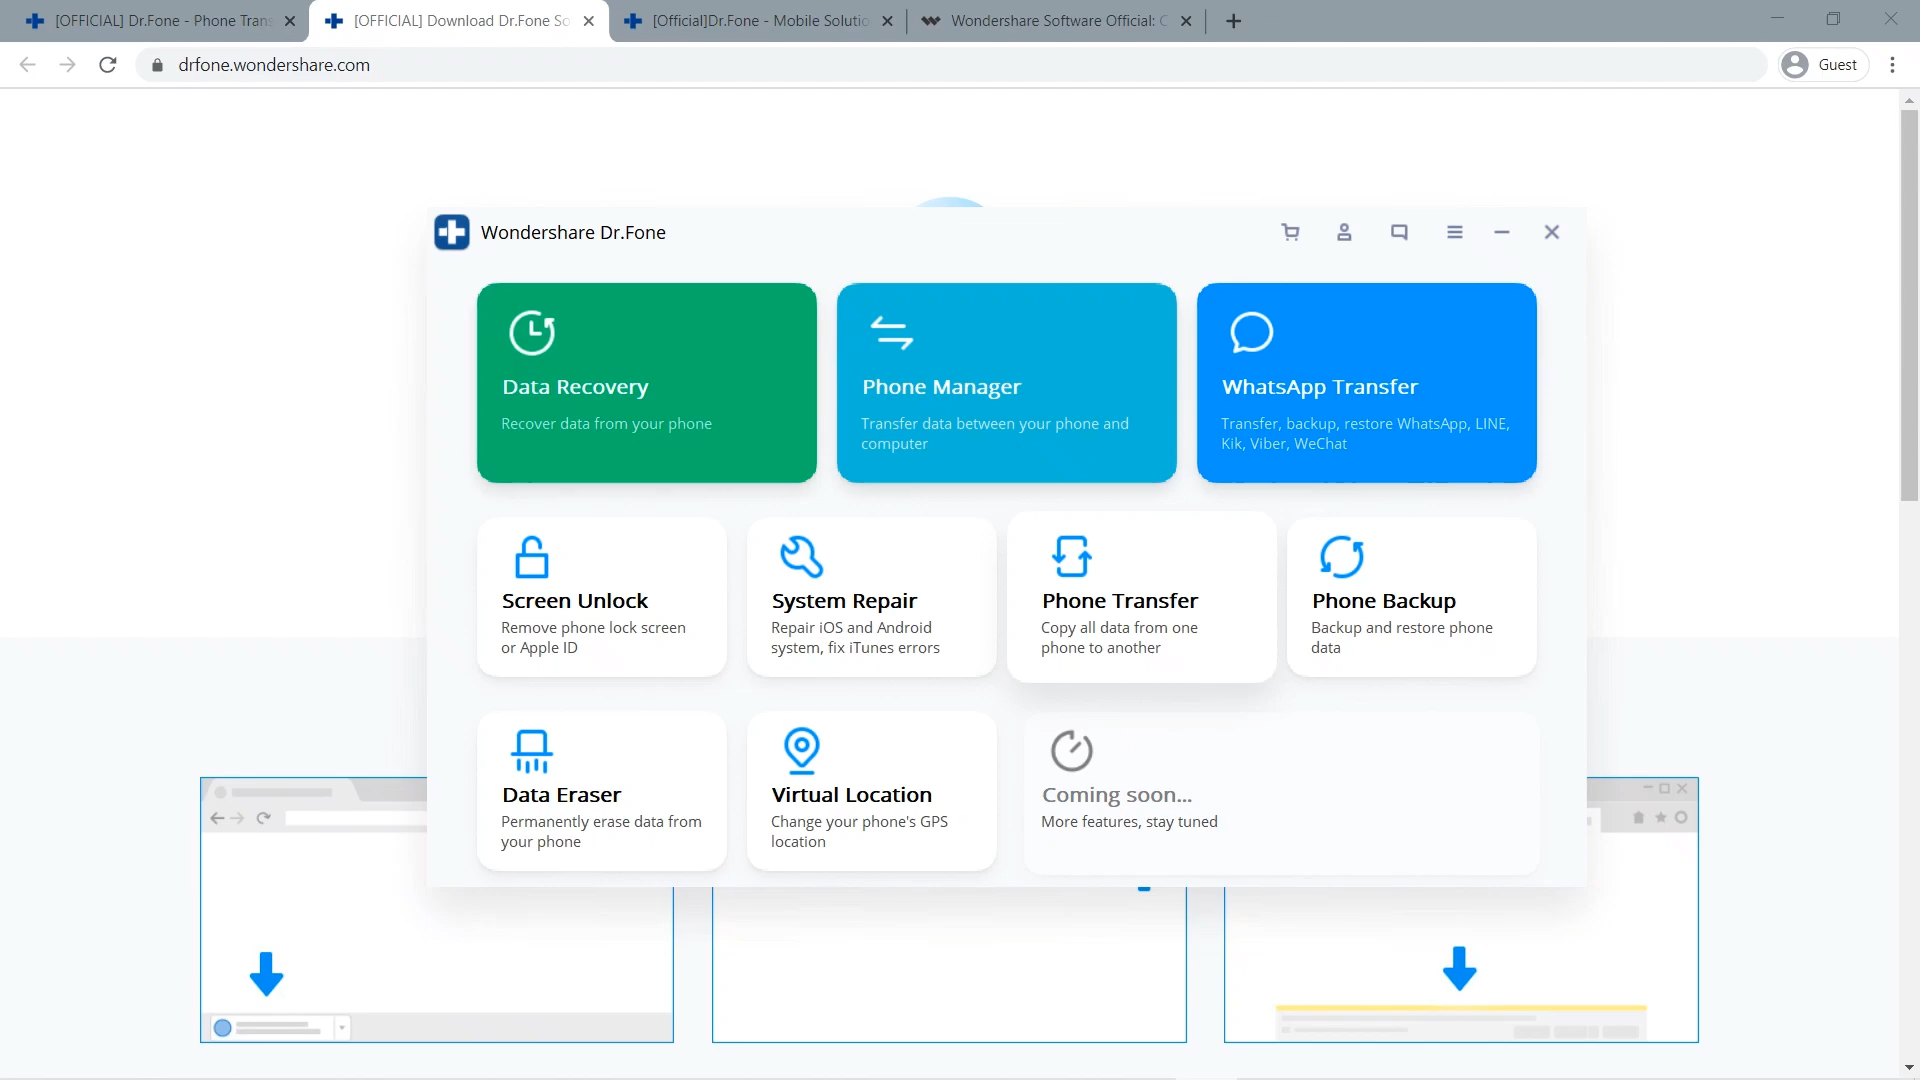 [OFFICIAL] Dr.Fone - Phone Trans
[OFFICIAL] Download Dr.Fone So
[Official]Dr.Fone - Mobile Solutio
Wondershare Software Official: C
drfone.wondershare.com
Guest
Wondershare Dr.Fone
Data Recovery
Recover data from your phone
Phone Manager
Transfer data between your phone and
computer
WhatsApp Transfer
Transfer, backup, restore WhatsApp, LINE,
Kik, Viber, WeChat
Screen Unlock
Remove phone lock screen
or Apple ID
System Repair
Repair iOS and Android
system, fix iTunes errors
Phone Transfer
Copy all data from one
phone to another
Phone Backup
Backup and restore phone
data
Data Eraser
Permanently erase data from
your phone
Virtual Location
Change your phone's GPS
location
Coming soon...
More features, stay tuned